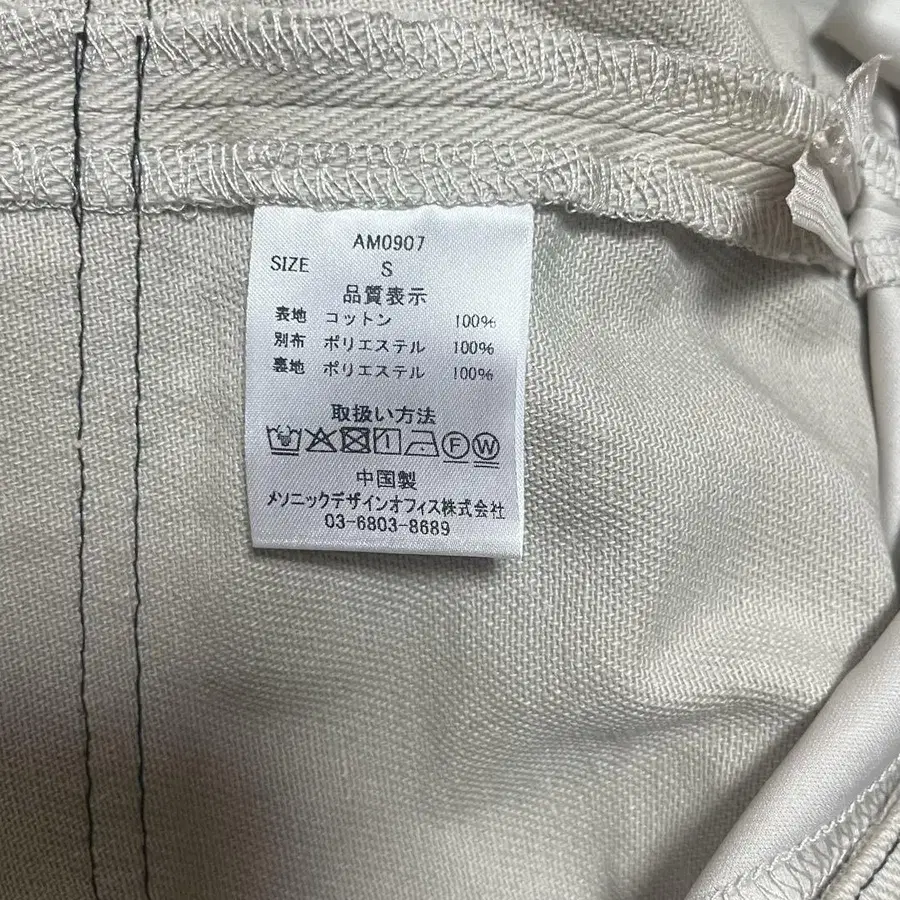 AM0907
SIZE S
品質表示
表地 コットン 100%
別布 ポリエステル 100%
裏地 ポリエステル 100%
取扱い方法
F W
中国製
メソニックデザインオフィス株式会社
03-6803-8689